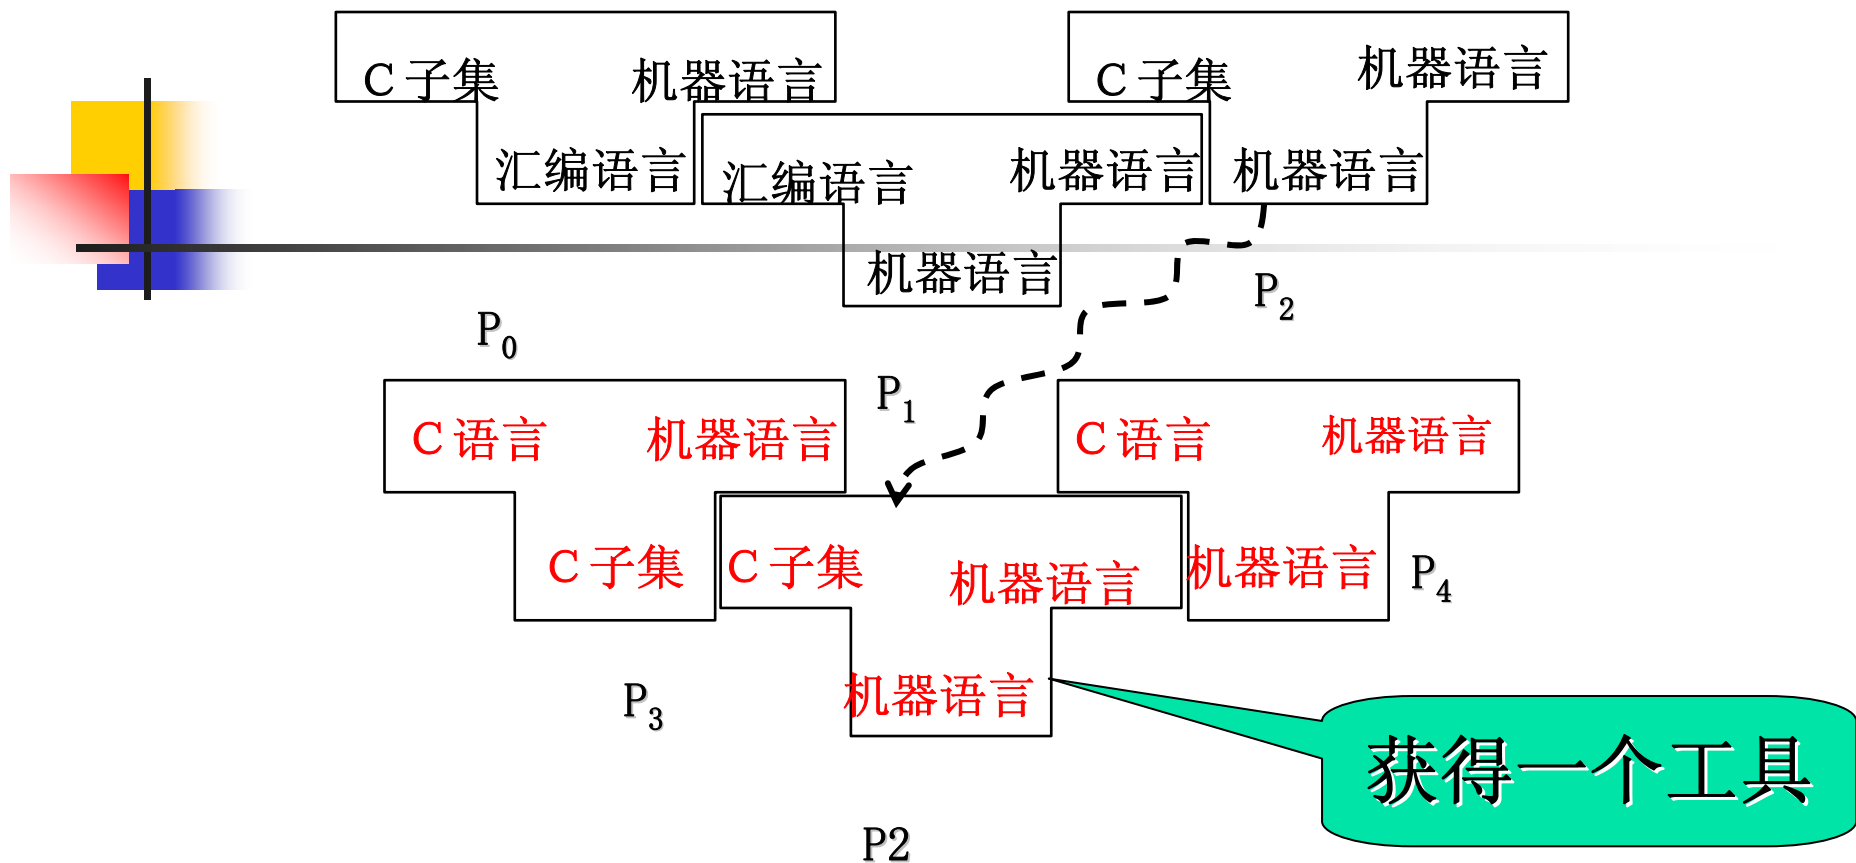 C 子集 机器语言
C 子集 机器语言
汇编语言
汇编语言 机器语言
机器语言
机器语言
P2
P0
P1
C 语言 机器语言
C 语言 机器语言
C 子集
C 子集 机器语言
机器语言
P4
机器语言
P3
获得一个工具
P2